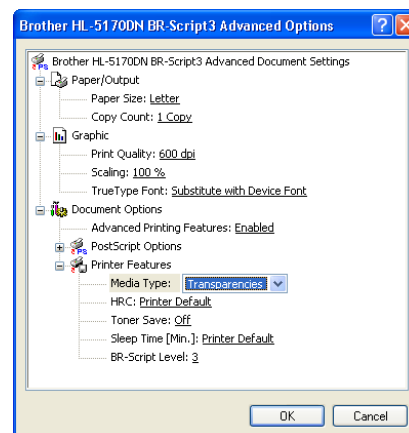 Brother HL-5170DN BR-Script3 Advanced Options
Brother HL-5170DN BR-Script3 Advanced Document Settings
Paper/Output
Paper Size: Letter
Copy Count: 1 Copy
Graphic
Print Quality: 600 dpi
Scaling: 100 %
TrueType Font: Substitute with Device Font
Document Options
Advanced Printing Features: Enabled
PostScript Options
Printer Features
Media Type: Transparencies
HRC: Printer Default
Toner Save: Off
Sleep Time [Min.]: Printer Default
BR-Script Level: 3
OK Cancel